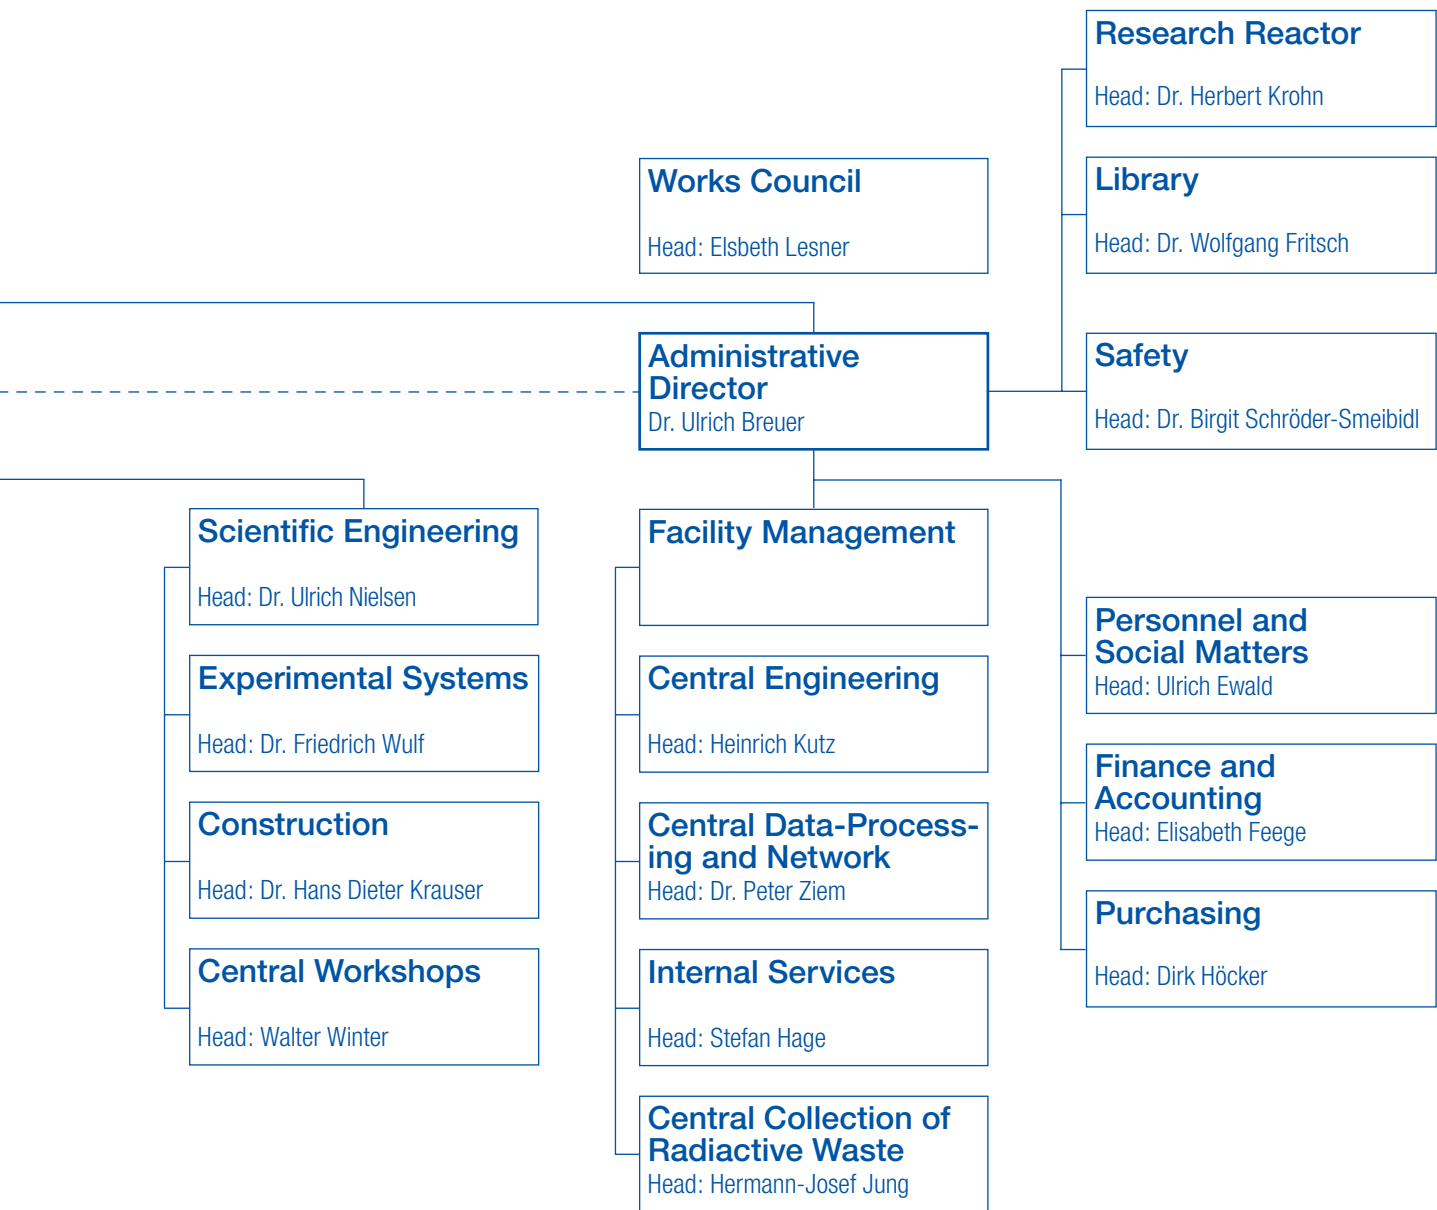 Research Reactor
Head: Dr. Herbert Krohn
Works Council
Head: Elsbeth Lesner
Library
Head: Dr. Wolfgang Fritsch
Administrative
Director
Dr. Ulrich Breuer
Safety
Head: Dr. Birgit Schröder-Smeibidl
Scientific Engineering
Head: Dr. Ulrich Nielsen
Experimental Systems
Head: Dr. Friedrich Wulf
Construction
Head: Dr. Hans Dieter Krauser
Central Workshops
Head: Walter Winter
Facility Management
Central Engineering
Head: Heinrich Kutz
Central Data-Process-
ing and Network
Head: Dr. Peter Ziem
Internal Services
Head: Stefan Hage
Central Collection of
Radiactive Waste
Head: Hermann-Josef Jung
Personnel and
Social Matters
Head: Ulrich Ewald
Finance and
Accounting
Head: Elisabeth Feege
Purchasing
Head: Dirk Höcker